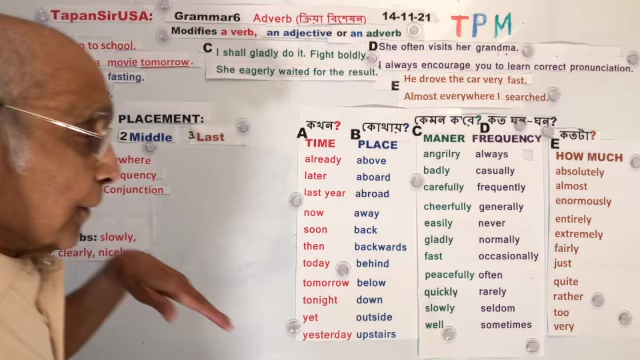 TapanSirUSA: Grammar6 Adverb (ক্রিয়া বিশেষন) 14-11-21
TPM
Modifies a verb, an adjective or an adverb
to school.
a movie tomorrow.
fasting.
C I shall gladly do it. Fight boldly.
She eagerly waited for the result.
D She often visits her grandma.
I always encourage you to learn correct pronunciation.
E He drove the car very fast.
Almost everywhere I searched.
PLACEMENT:
2 Middle 3. Last
where
quency
Conjunction
bs: slowly,
clearly, nicely
কখন?
A TIME
already
later
last year
now
soon
then
today
tomorrow
tonight
yet
yesterday
কোথায়?
B PLACE
above
aboard
abroad
away
back
backwards
behind
below
down
outside
upstairs
কেমন ক'রে?
C MANER
angrilry
badly
carefully
cheerfully
easily
gladly
fast
peacefully
quickly
slowly
well
কত ঘন-ঘন?
D FREQUENCY
always
casually
frequently
generally
never
normally
occasionally
often
rarely
seldom
sometimes
কতটা?
E HOW MUCH
absolutely
almost
enormously
entirely
extremely
fairly
just
quite
rather
too
very